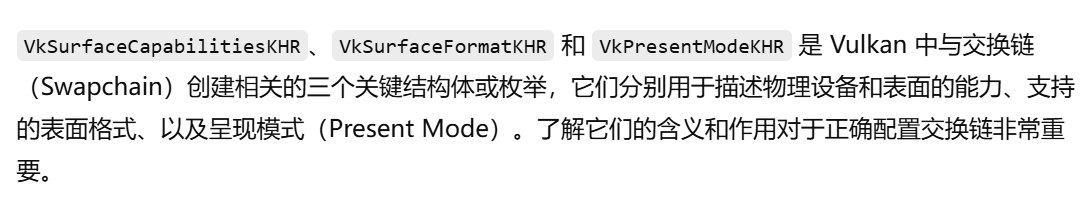 VkSurfaceCapabilitiesKHR 、 VkSurfaceFormatKHR 和 VkPresentModeKHR 是 Vulkan 中与交换链
（Swapchain）创建相关的三个关键结构体或枚举，它们分别用于描述物理设备和表面的能力、支持
的表面格式、以及呈现模式（Present Mode）。了解它们的含义和作用对于正确配置交换链非常重
要。